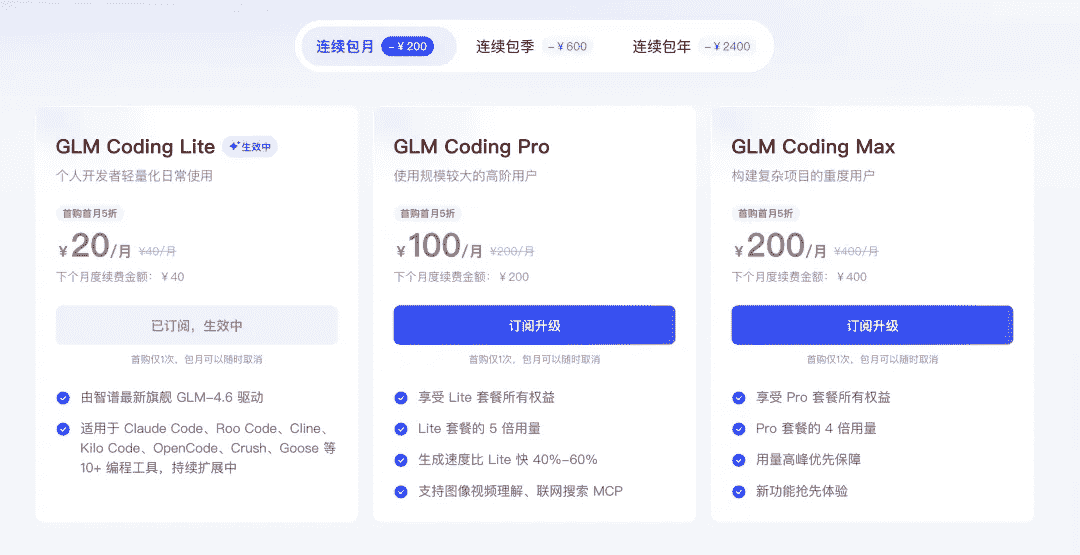 连续包月 -¥200 连续包季 -¥600 连续包年 -¥2400
GLM Coding Lite 生效中
个人开发者轻量化日常使用
首购首月5折
¥20/月 ¥40/月
下个月度续费金额：¥40
已订阅，生效中
首购仅1次、包月可以随时取消
由智谱最新旗舰 GLM-4.6 驱动
适用于 Claude Code、Roo Code、Cline、
Kilo Code、OpenCode、Crush、Goose 等
10+ 编程工具，持续扩展中
GLM Coding Pro
使用规模较大的高阶用户
首购首月5折
¥100/月 ¥200/月
下个月度续费金额：¥200
订阅升级
首购仅1次、包月可以随时取消
享受 Lite 套餐所有权益
Lite 套餐的 5 倍用量
生成速度比 Lite 快 40%-60%
支持图像视频理解、联网搜索 MCP
GLM Coding Max
构建复杂项目的重度用户
首购首月5折
¥200/月 ¥400/月
下个月度续费金额：¥400
订阅升级
首购仅1次、包月可以随时取消
享受 Pro 套餐所有权益
Pro 套餐的 4 倍用量
用量高峰优先保障
新功能抢先体验